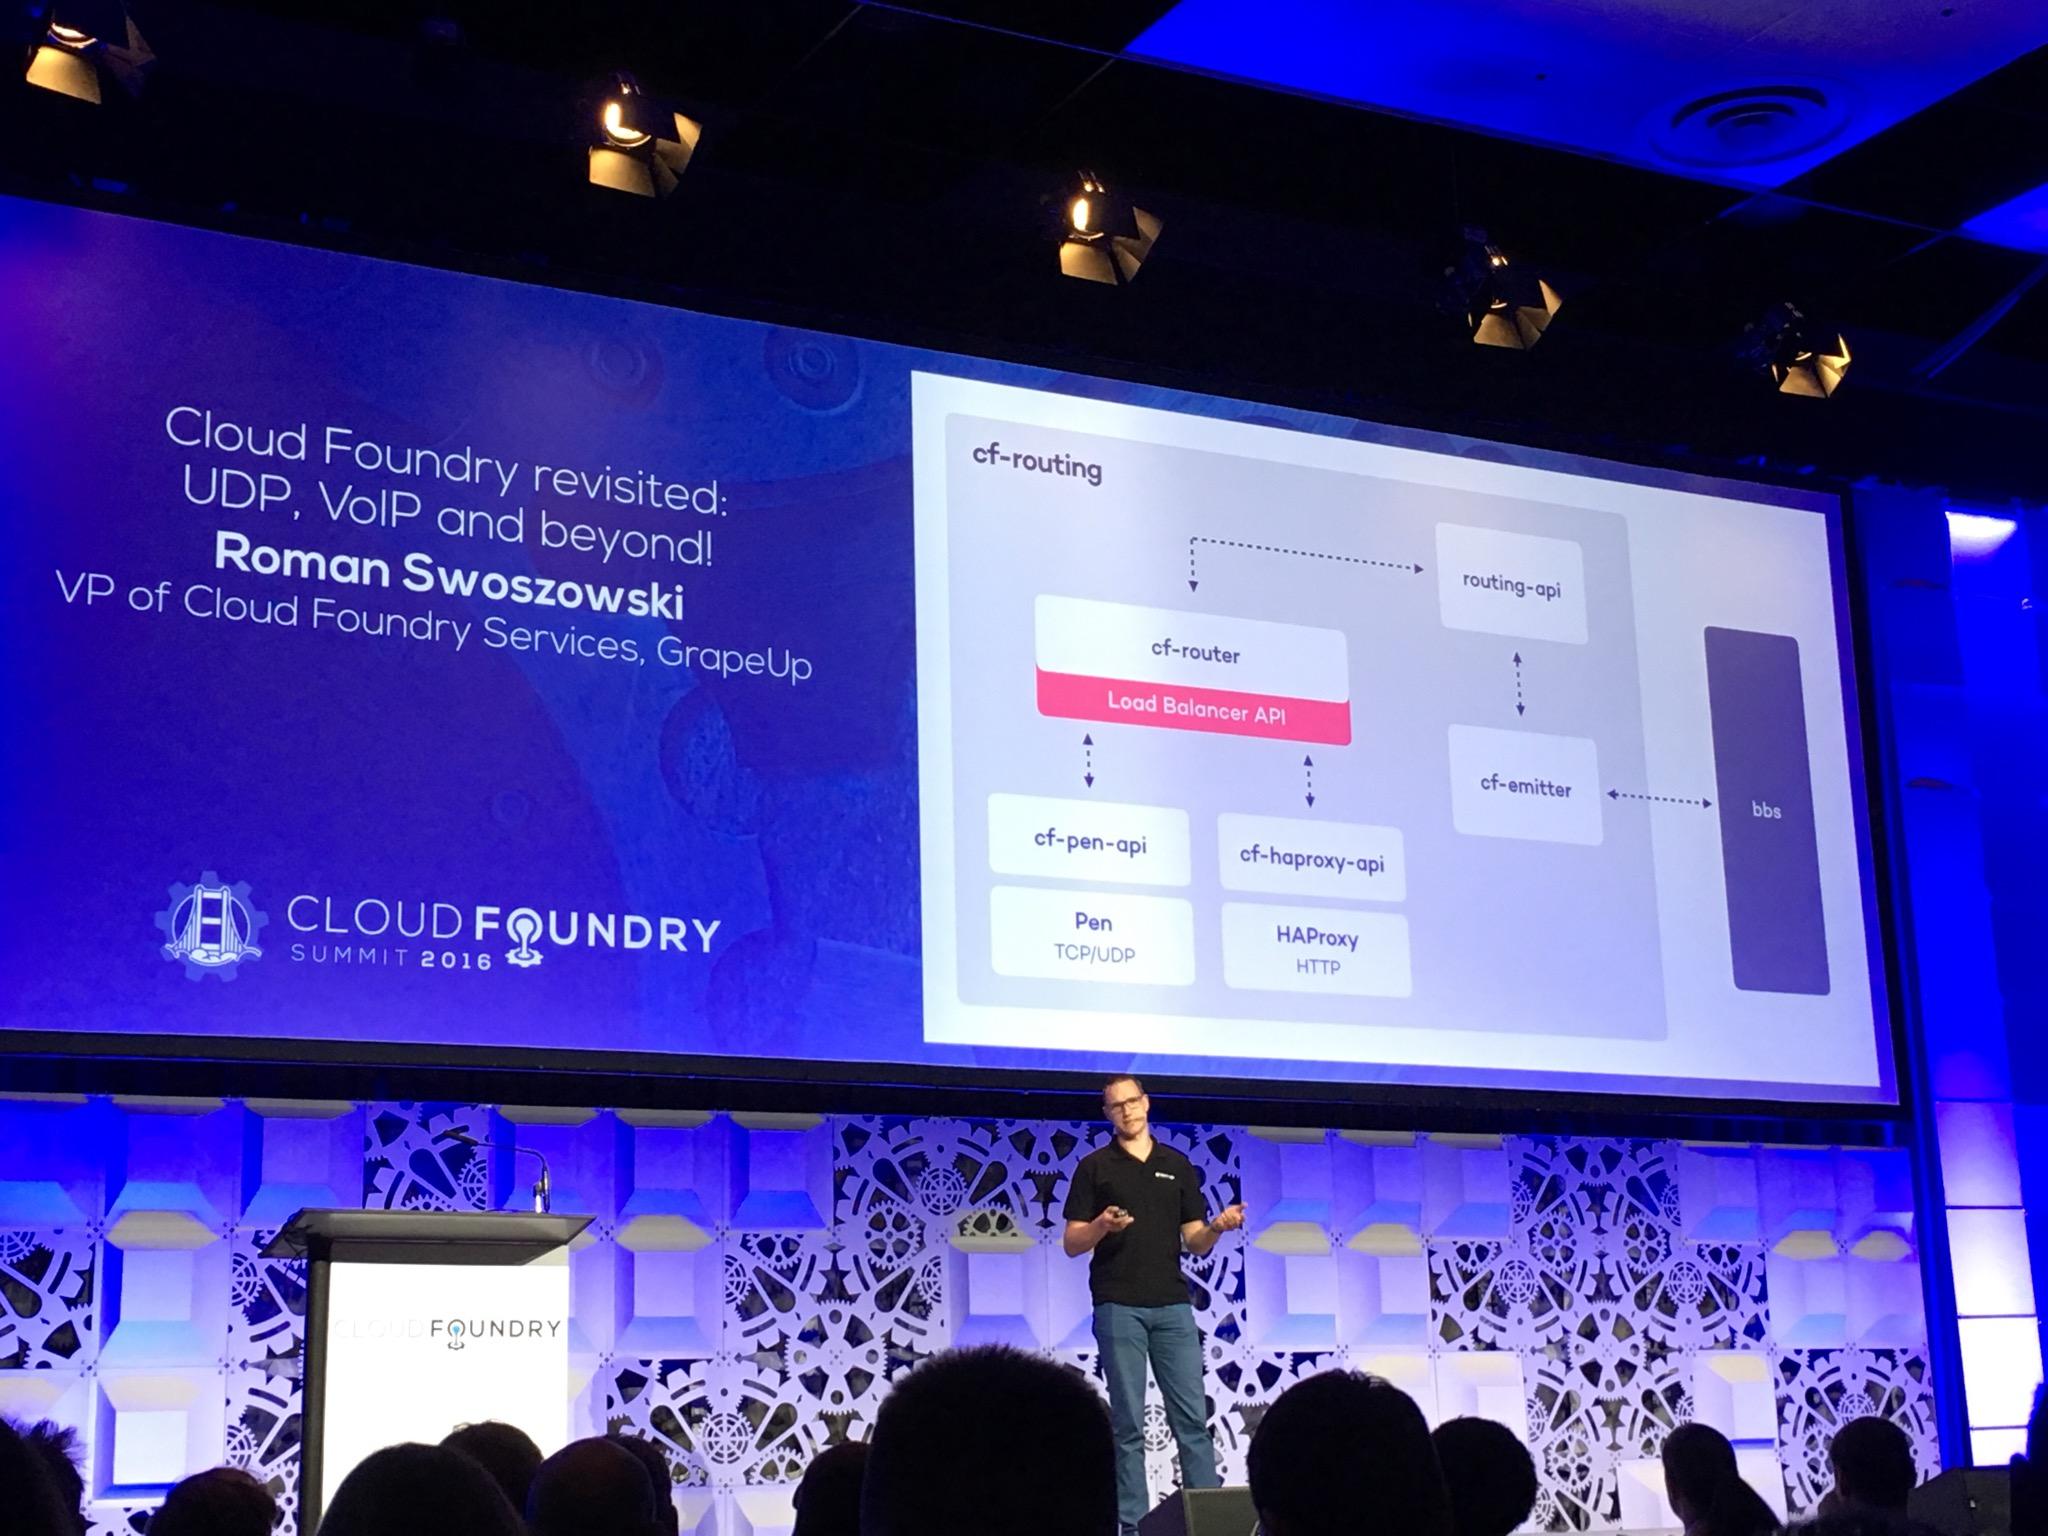 Cloud Foundry revisited:
UDP, VoIP and beyond!
Roman Swoszowski
VP of Cloud Foundry Services, GrapeUp
CLOUD FOUNDRY
SUMMIT 2016
cf-routing
routing-api
cf-router
Load Balancer API
cf-emitter
bbs
cf-pen-api
cf-haproxy-api
Pen
TCP/UDP
HAProxy
HTTP
CLOUD FOUNDRY